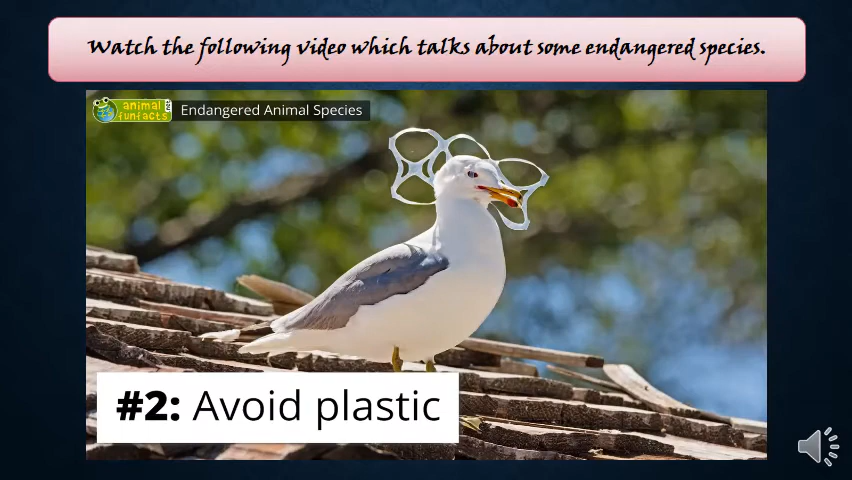 Watch the following video which talks about some endangered species.
animal
funfacts
Endangered Animal Species
#2: Avoid plastic